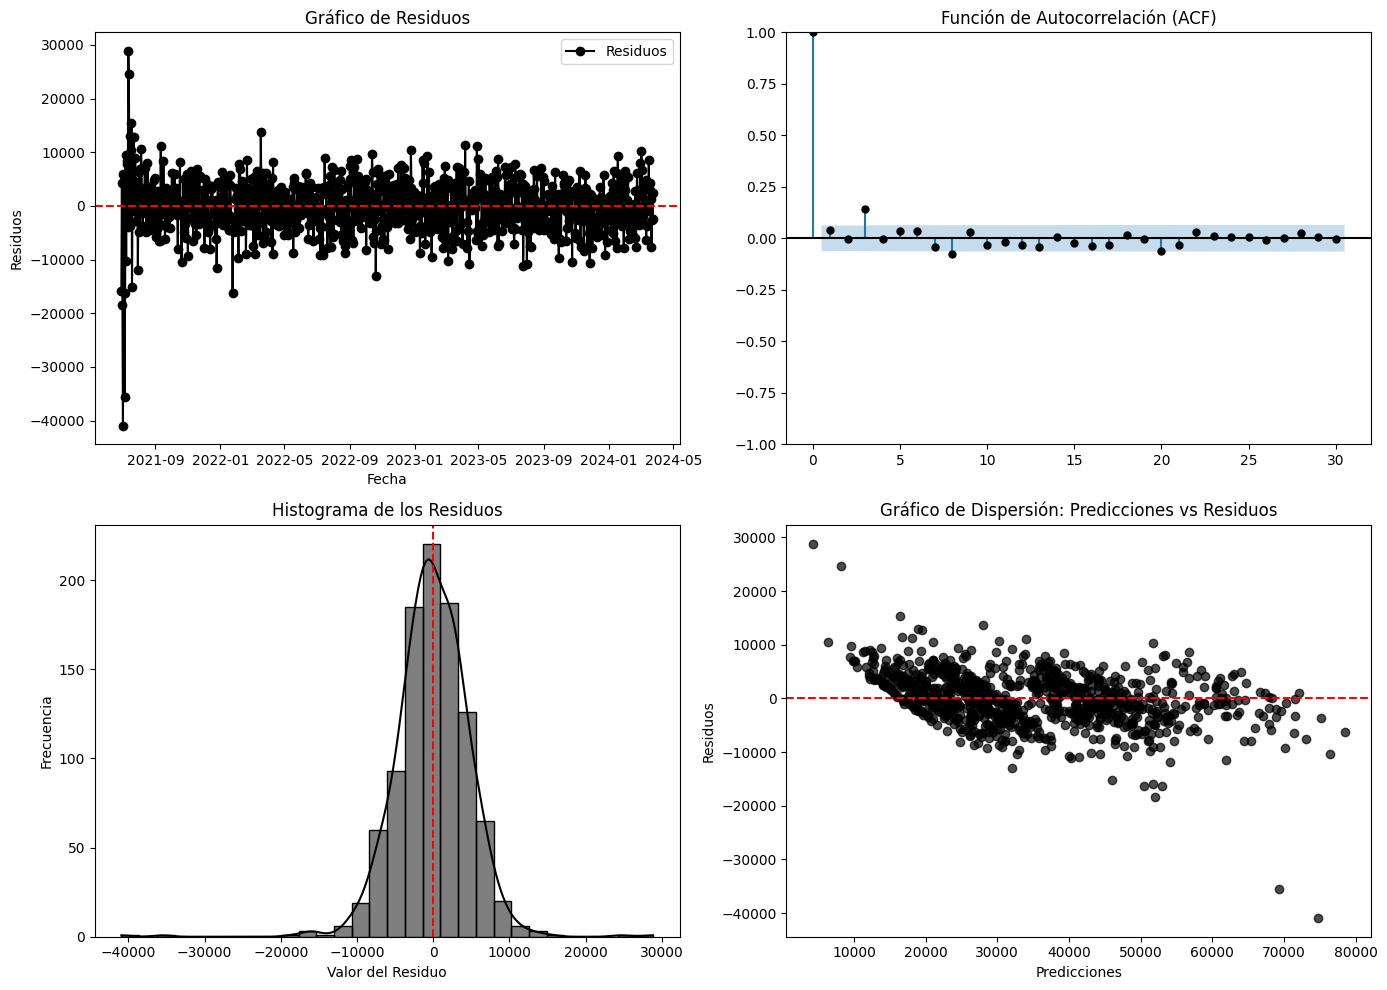 Gráfico de Residuos
Residuos
30000
20000
10000
0
−10000
−20000
−30000
−40000
Residuos
2021-09 2022-01 2022-05 2022-09 2023-01 2023-05 2023-09 2024-01 2024-05
Fecha
Función de Autocorrelación (ACF)
1.00
0.75
0.50
0.25
0.00
−0.25
−0.50
−0.75
−1.00
0 5 10 15 20 25 30
Histograma de los Residuos
200
150
100
50
0
Frecuencia
−40000 −30000 −20000 −10000 0 10000 20000 30000
Valor del Residuo
Gráfico de Dispersión: Predicciones vs Residuos
30000
20000
10000
0
−10000
−20000
−30000
−40000
Residuos
10000 20000 30000 40000 50000 60000 70000 80000
Predicciones